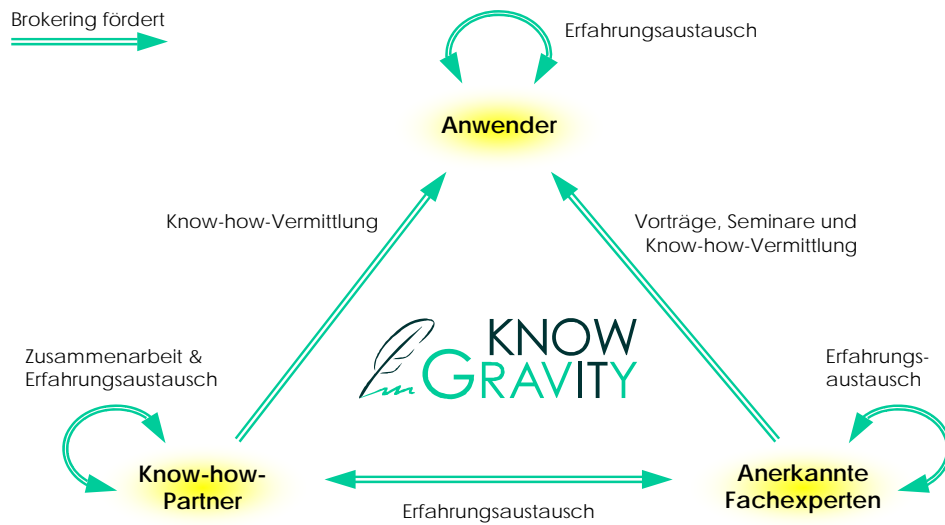 Brokering fördert
Erfahrungsaustausch
Anwender
Know-how-Vermittlung
Vorträge, Seminare und
Know-how-Vermittlung
KNOW
GRAVITY
Zusammenarbeit &
Erfahrungsaustausch
Erfahrungs-
austausch
Know-how-
Partner
Anerkannte
Fachexperten
Erfahrungsaustausch